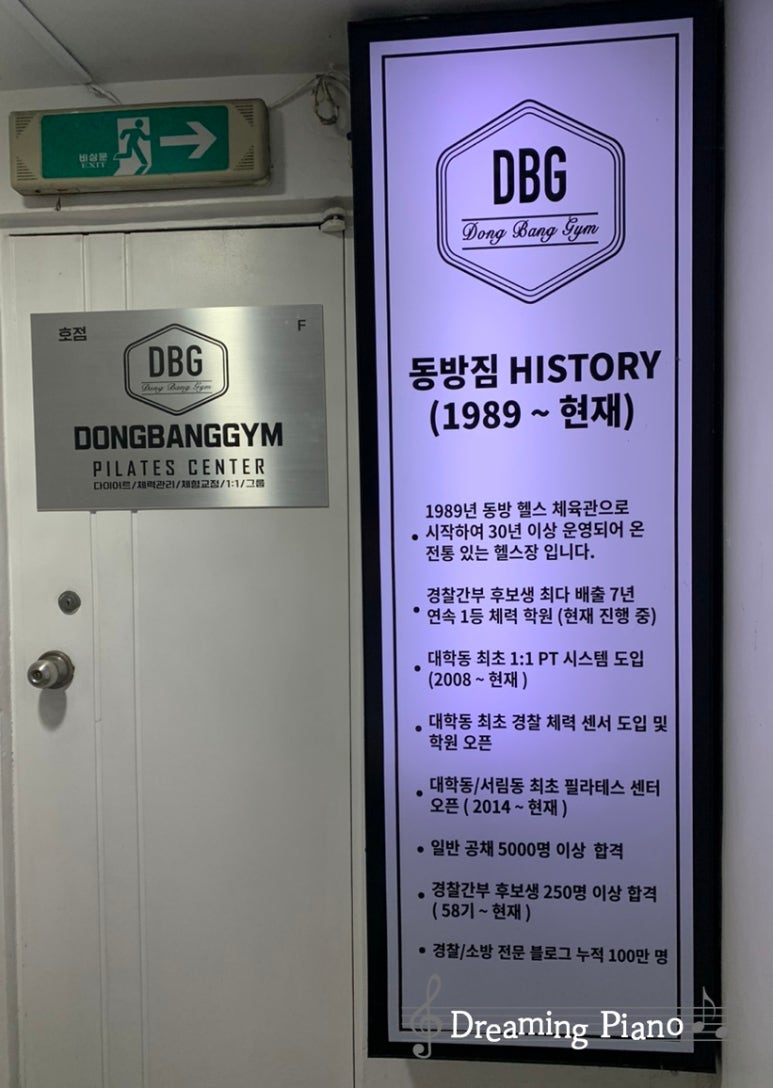 비상문
EXIT
호점
F
DBG
Dong Bang Gym
DONGBANGGYM
PILATES CENTER
다이어트/체력관리/체형교정/1:1/그룹
DBG
Dong Bang Gym
동방짐 HISTORY
(1989 ~ 현재)
1989년 동방 헬스 체육관으로
• 시작하여 30년 이상 운영되어 온
전통 있는 헬스장 입니다.
• 경찰간부 후보생 최다 배출 7년
연속 1등 체력 학원 (현재 진행 중)
• 대학동 최초 1:1 PT 시스템 도입
(2008 ~ 현재 )
• 대학동 최초 경찰 체력 센서 도입 및
학원 오픈
• 대학동/서림동 최초 필라테스 센터
오픈 ( 2014 ~ 현재 )
• 일반 공채 5000명 이상 합격
• 경찰간부 후보생 250명 이상 합격
( 58기 ~ 현재 )
• 경찰/소방 전문 블로그 누적 100만 명
Dreaming Piano